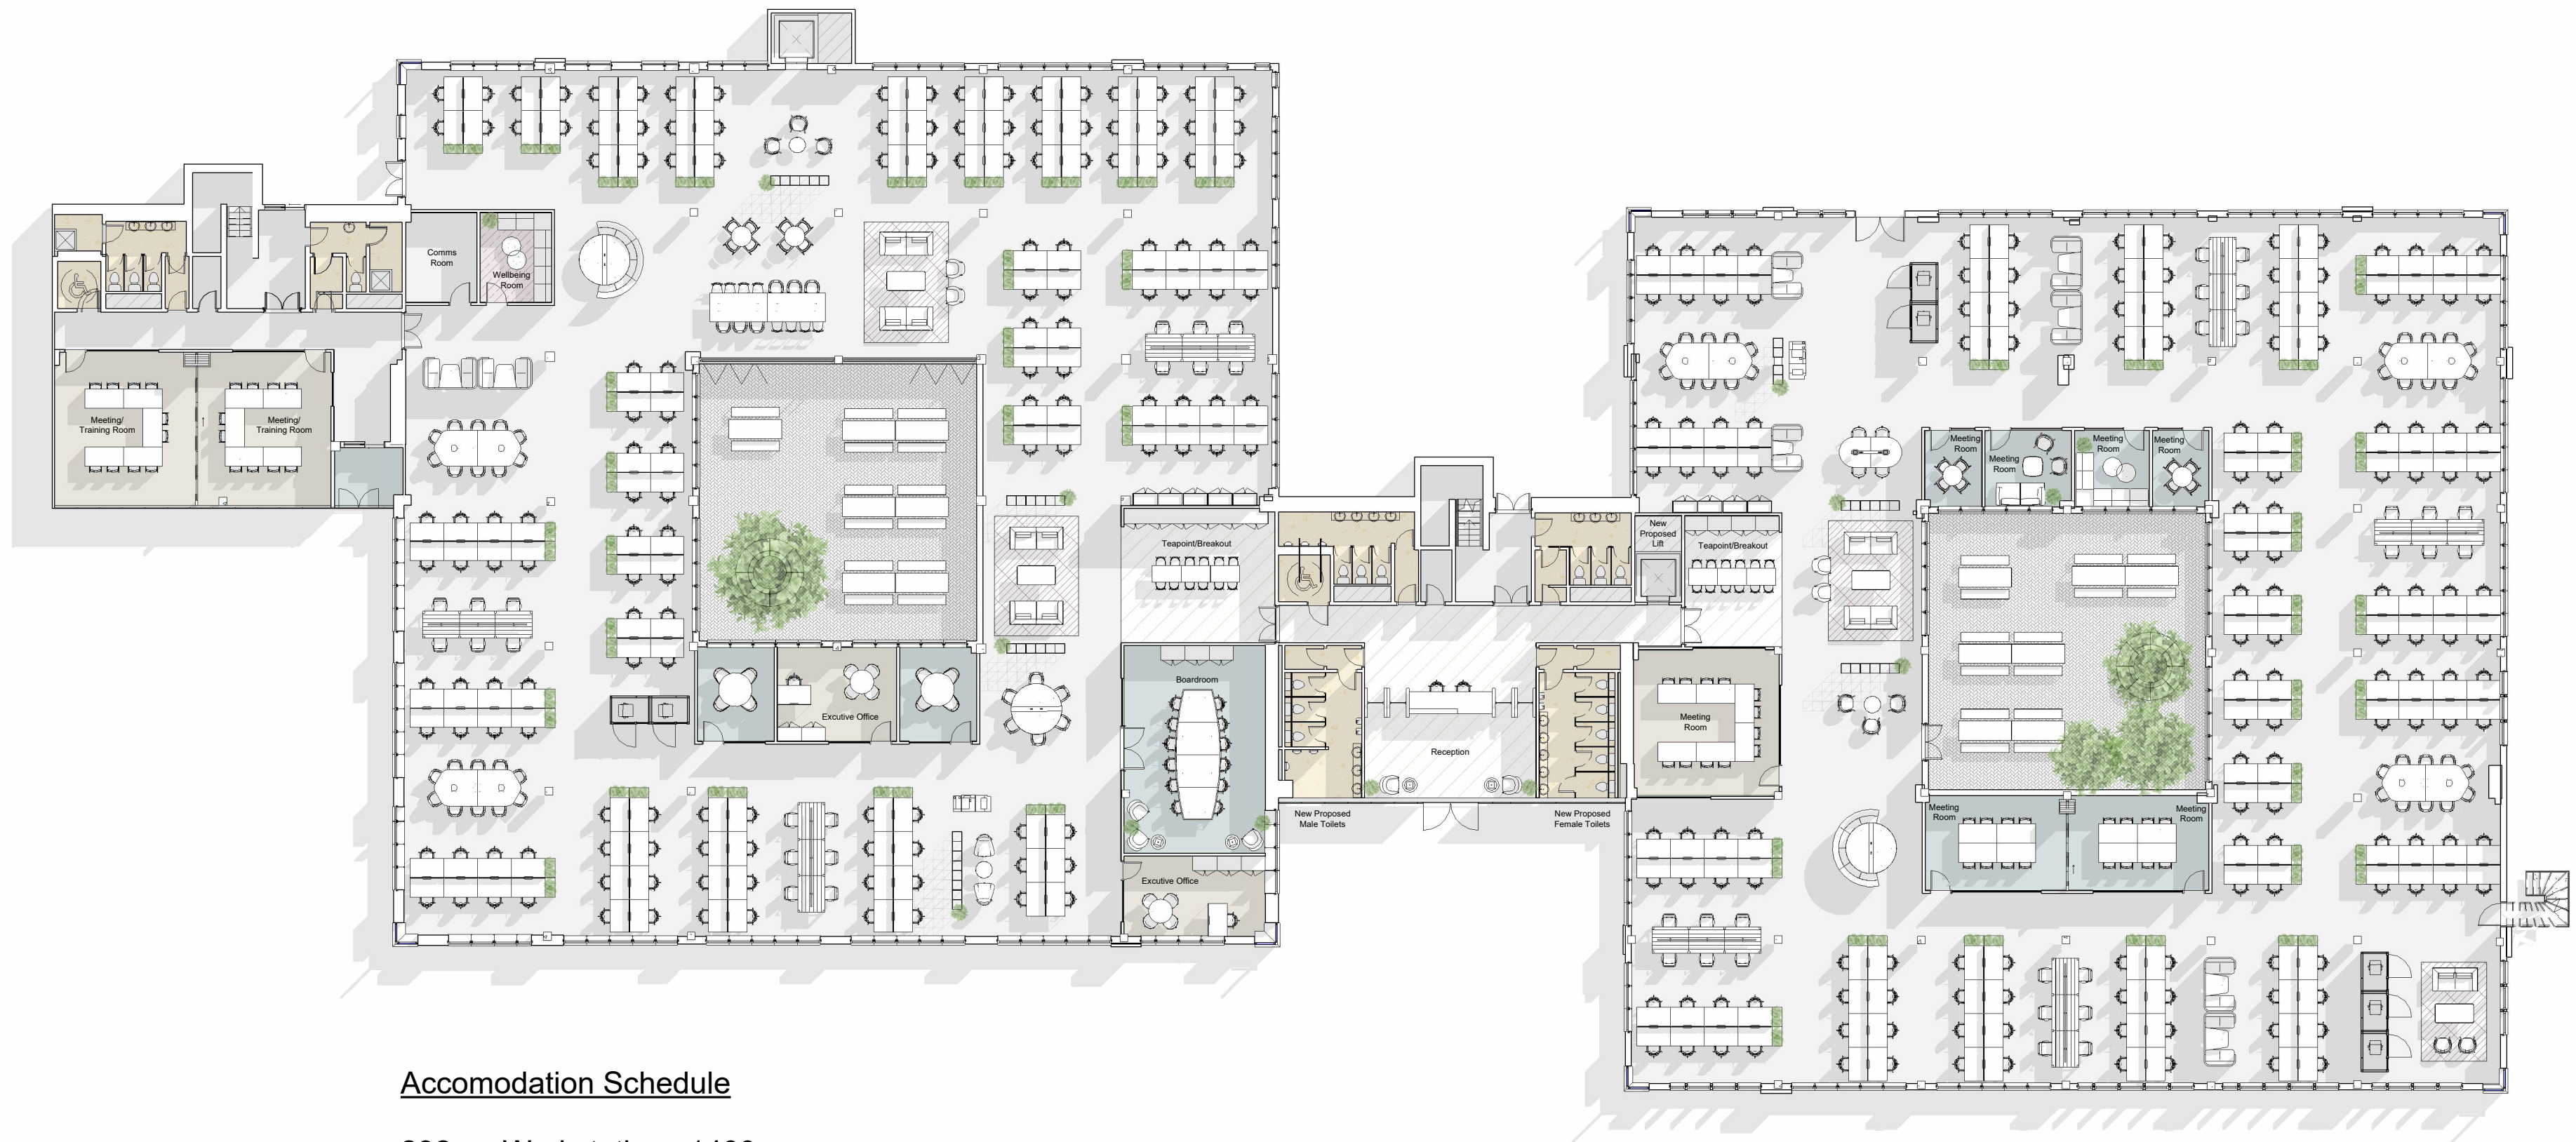 Comms
Room
Wellbeing
Room
Meeting/
Training Room
Meeting/
Training Room
Teapoint/Breakout
New
Proposed
Lift
Teapoint/Breakout
Meeting
Room
Meeting
Room
Meeting
Room
Meeting
Room
Boardroom
Excutive Office
Meeting
Room
Reception
New Proposed
Male Toilets
New Proposed
Female Toilets
Meeting
Room
Meeting
Room
Excutive Office
Accomodation Schedule